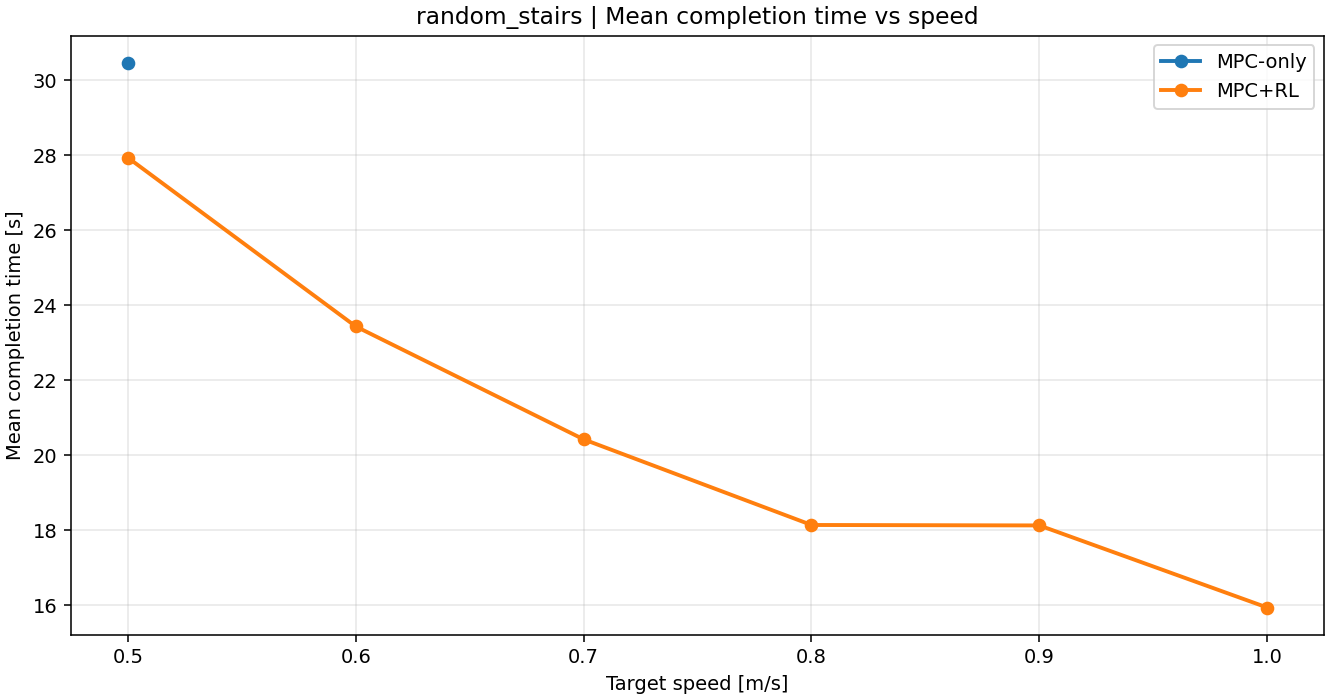 random_stairs | Mean completion time vs speed
MPC-only
MPC+RL
Mean completion time [s]
30
28
26
24
22
20
18
16
0.5 0.6 0.7 0.8 0.9 1.0
Target speed [m/s]